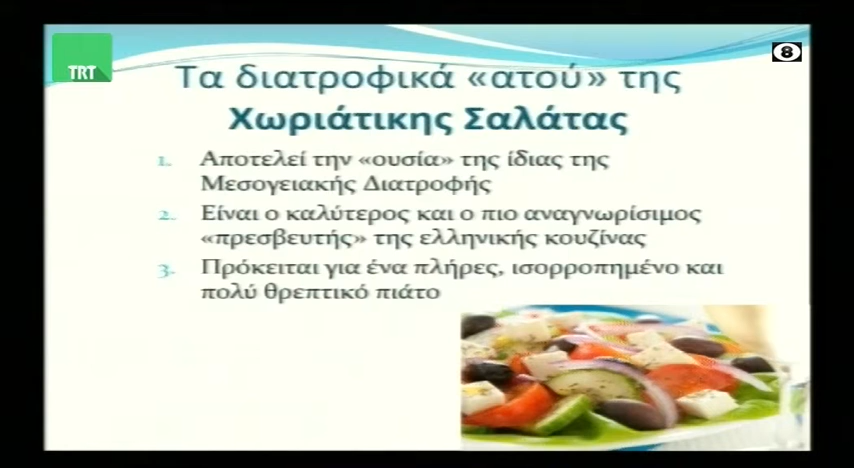 TRT
8
Τα διατροφικά «ατού» της
Χωριάτικης Σαλάτας
1. Αποτελεί την «ουσία» της ίδιας της
Μεσογειακής Διατροφής
2. Είναι ο καλύτερος και ο πιο αναγνωρίσιμος
«πρεσβευτής» της ελληνικής κουζίνας
3. Πρόκειται για ένα πλήρες, ισορροπημένο και
πολύ θρεπτικό πιάτο